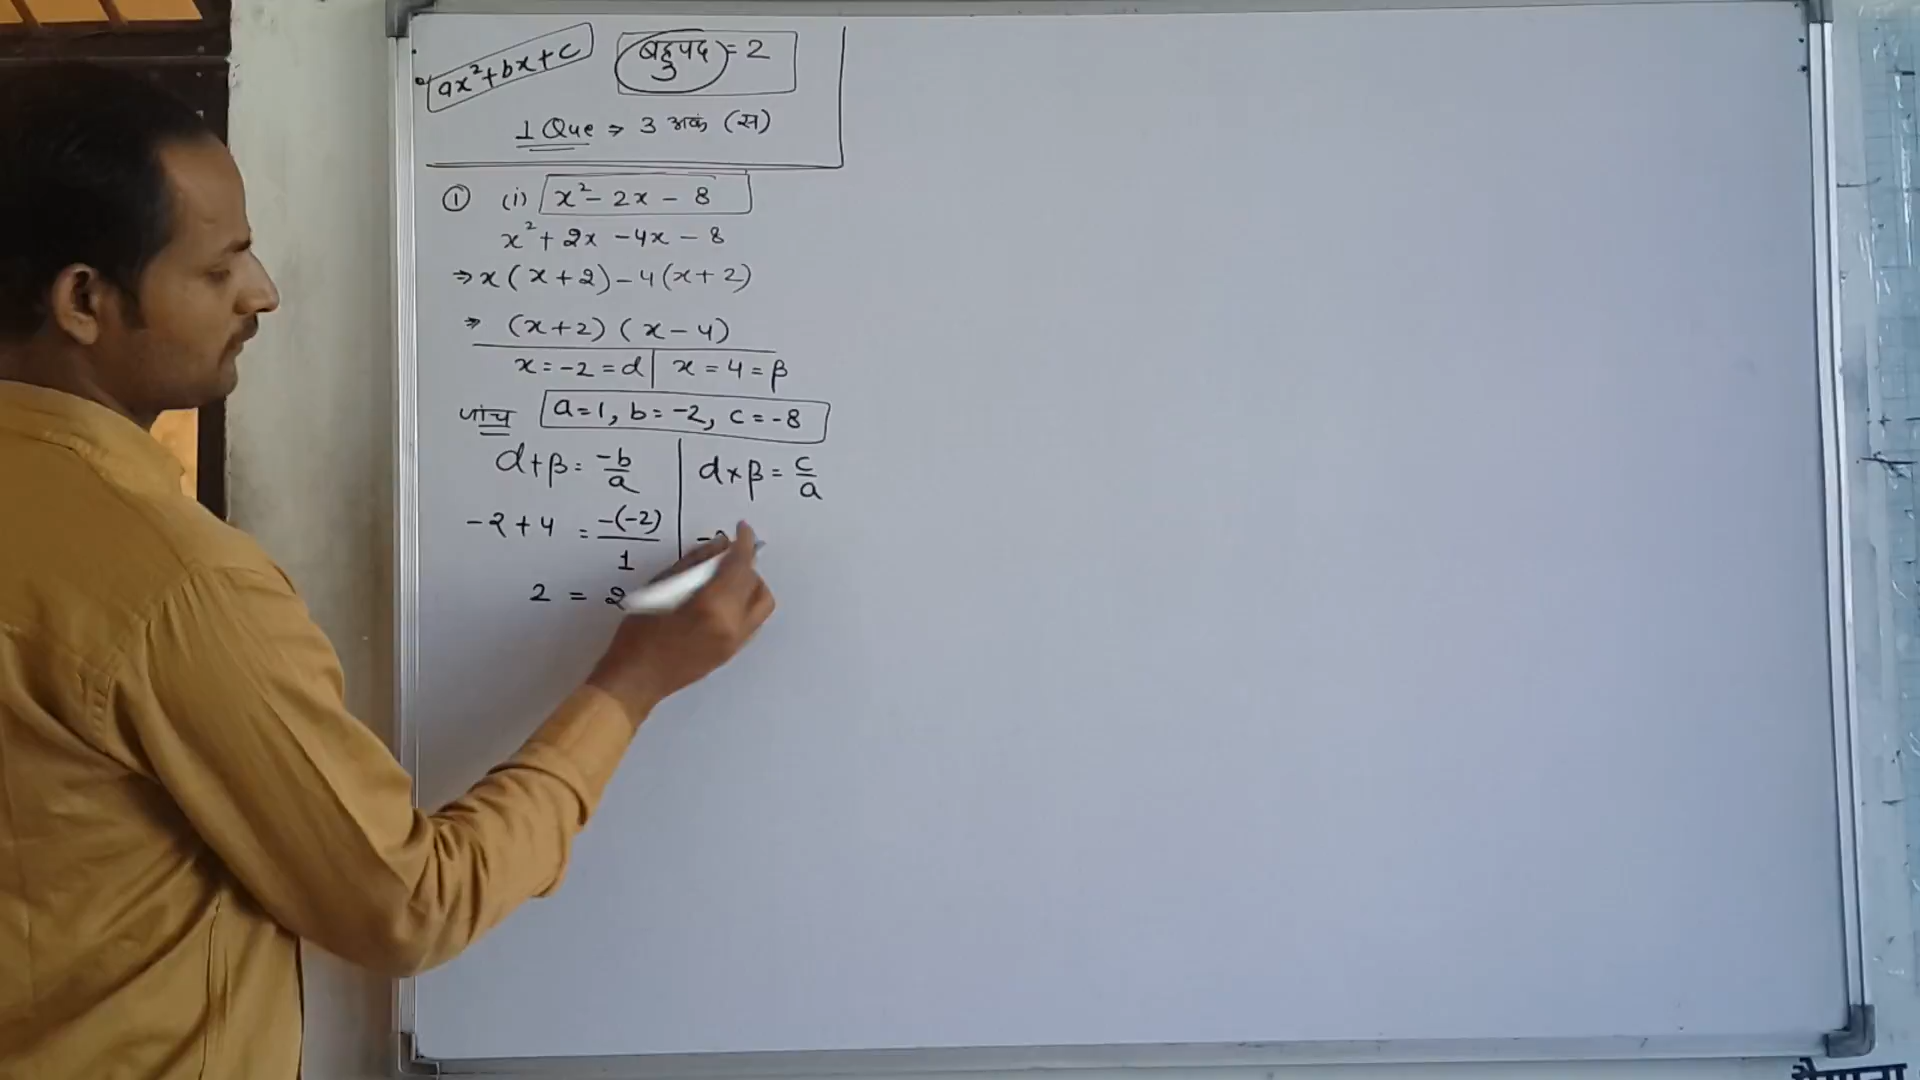 ax²+bx+c
बहुपद = 2
1 Que ⇒ 3 अंक (स)
① (i) x² - 2x - 8
x² + 2x - 4x - 8
⇒ x(x+2) - 4(x+2)
⇒ (x+2) (x-4)
x = -2 = α | x = 4 = β
जांच a=1, b=-2, c=-8
α+β = -b/a | α×β = c/a
-2+4 = -(-2)/1
2 = 2